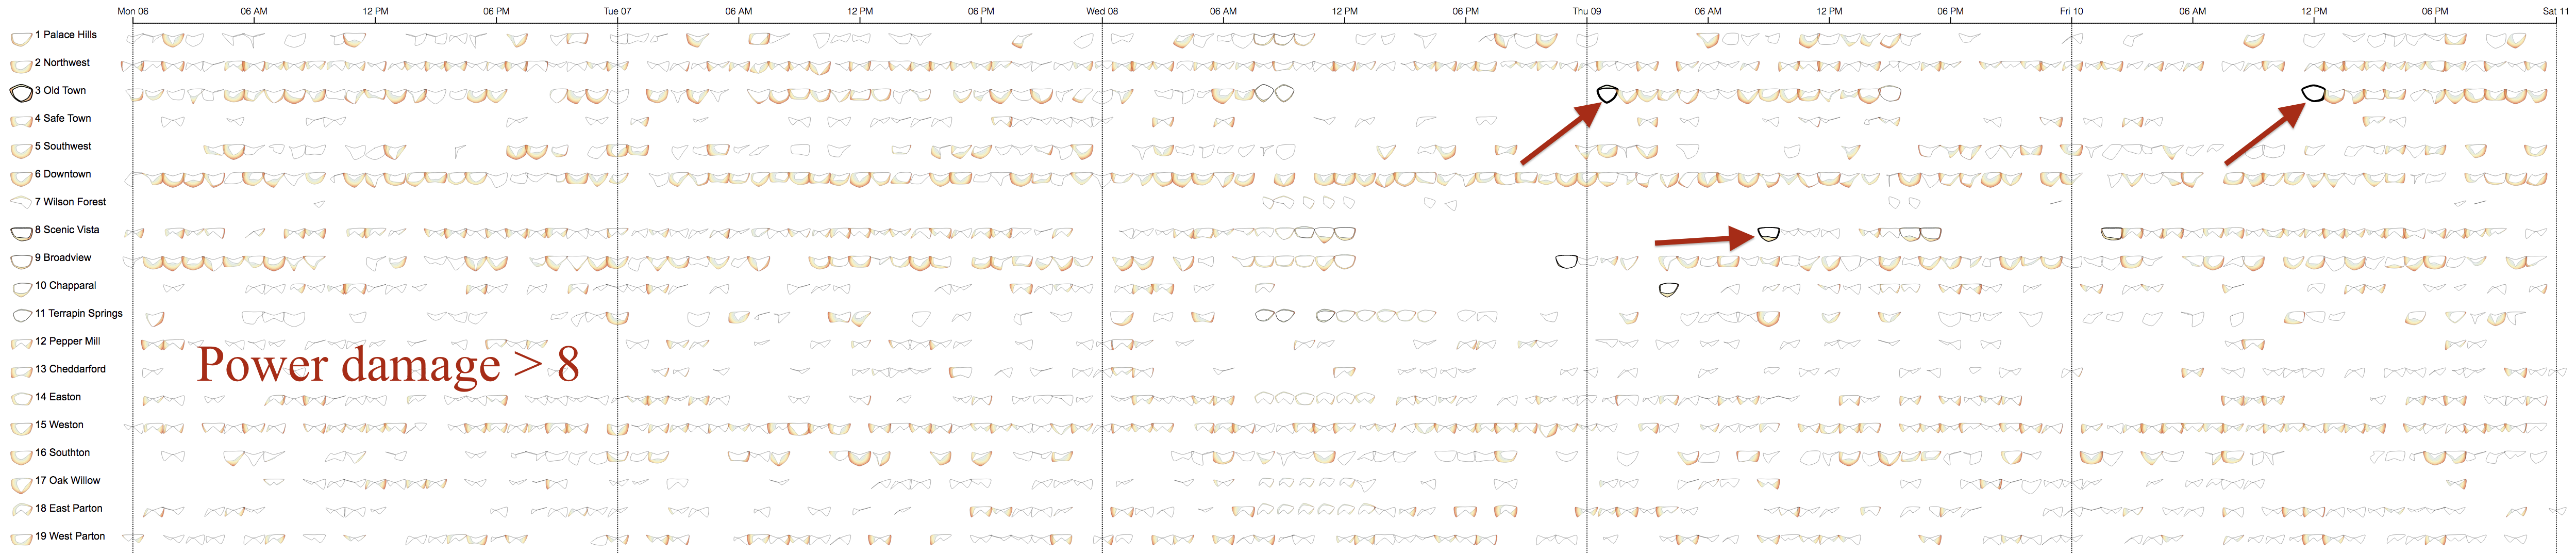 Mon 06 06 AM 12 PM 06 PM Tue 07 06 AM 12 PM 06 PM Wed 08 06 AM 12 PM 06 PM Thu 09 06 AM 12 PM 06 PM Fri 10 06 AM 12 PM 06 PM Sat 11
1 Palace Hills
2 Northwest
3 Old Town
4 Safe Town
5 Southwest
6 Downtown
7 Wilson Forest
8 Scenic Vista
9 Broadview
10 Chapparal
11 Terrapin Springs
12 Pepper Mill
Power damage > 8
13 Cheddarford
14 Easton
15 Weston
16 Southton
17 Oak Willow
18 East Parton
19 West Parton